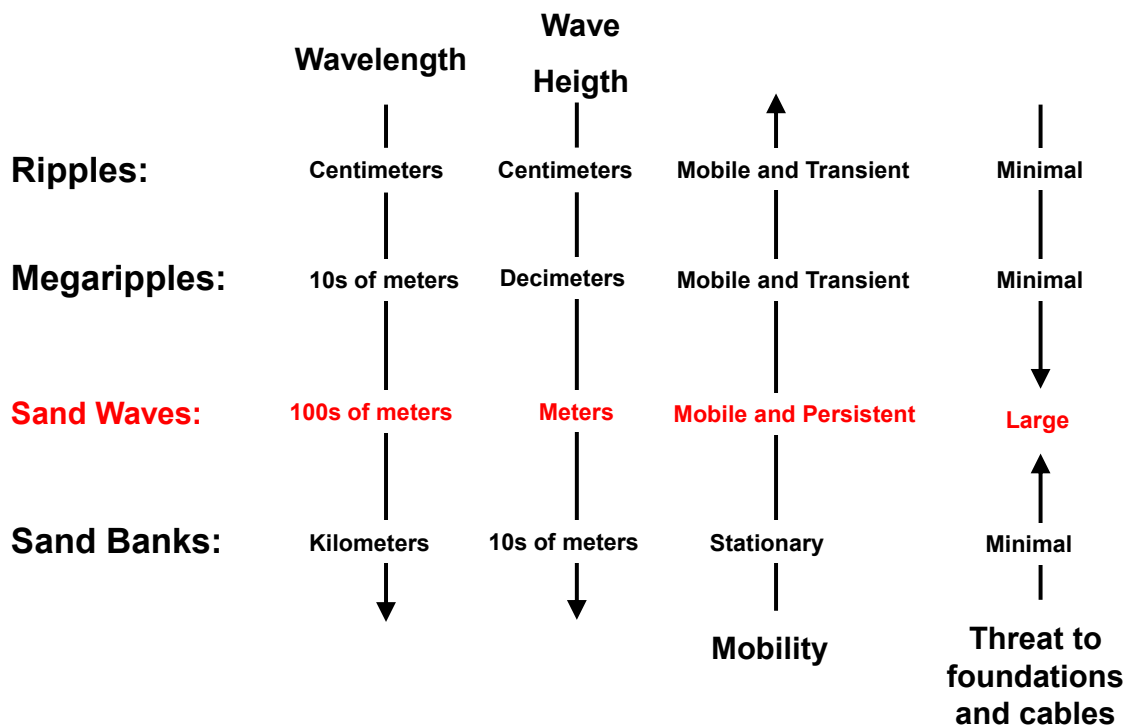 Wavelength
Wave
Heigth
Ripples:
Centimeters
Centimeters
Mobile and Transient
Minimal
Megaripples:
10s of meters
Decimeters
Mobile and Transient
Minimal
Sand Waves:
100s of meters
Meters
Mobile and Persistent
Large
Sand Banks:
Kilometers
10s of meters
Stationary
Minimal
Mobility
Threat to
foundations
and cables